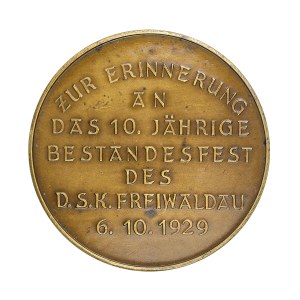 ZUR ERINNERUNG
AN
DAS 10. JÄHRIGE
BESTANDESFEST
DES
D.S.K. FREIWALDAU
6. 10. 1929